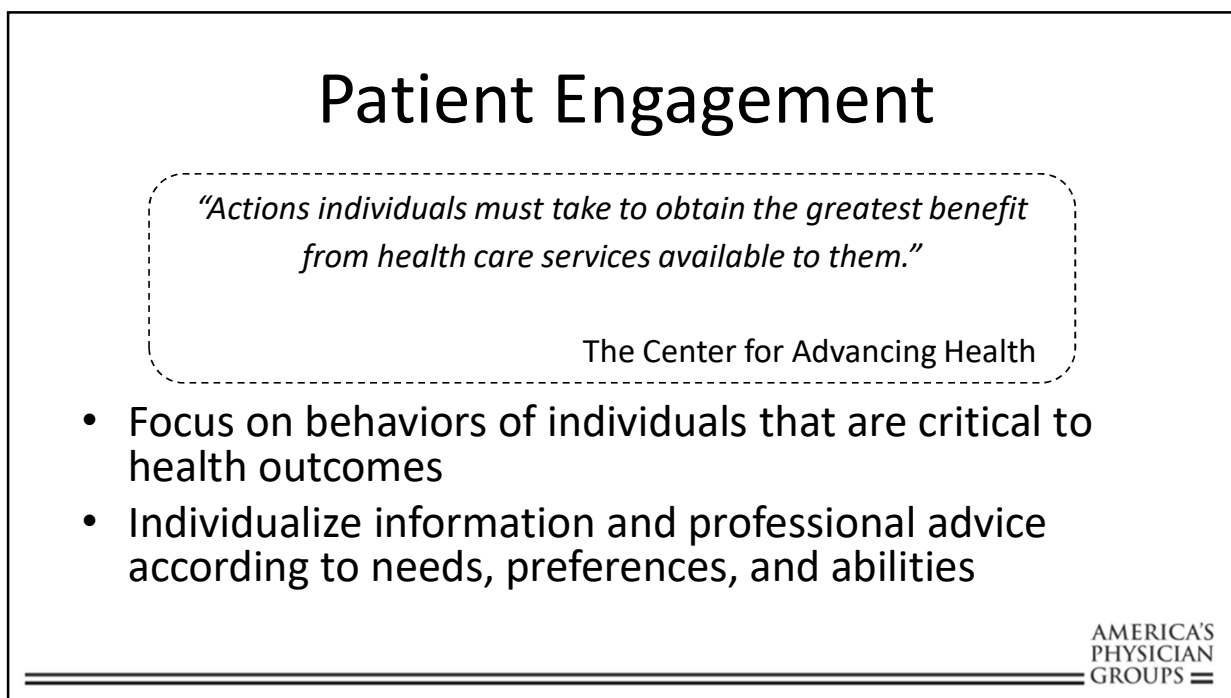 Patient Engagement
“Actions individuals must take to obtain the greatest benefit
from health care services available to them.”
The Center for Advancing Health
• Focus on behaviors of individuals that are critical to
health outcomes
• Individualize information and professional advice
according to needs, preferences, and abilities
AMERICA'S
PHYSICIAN
GROUPS